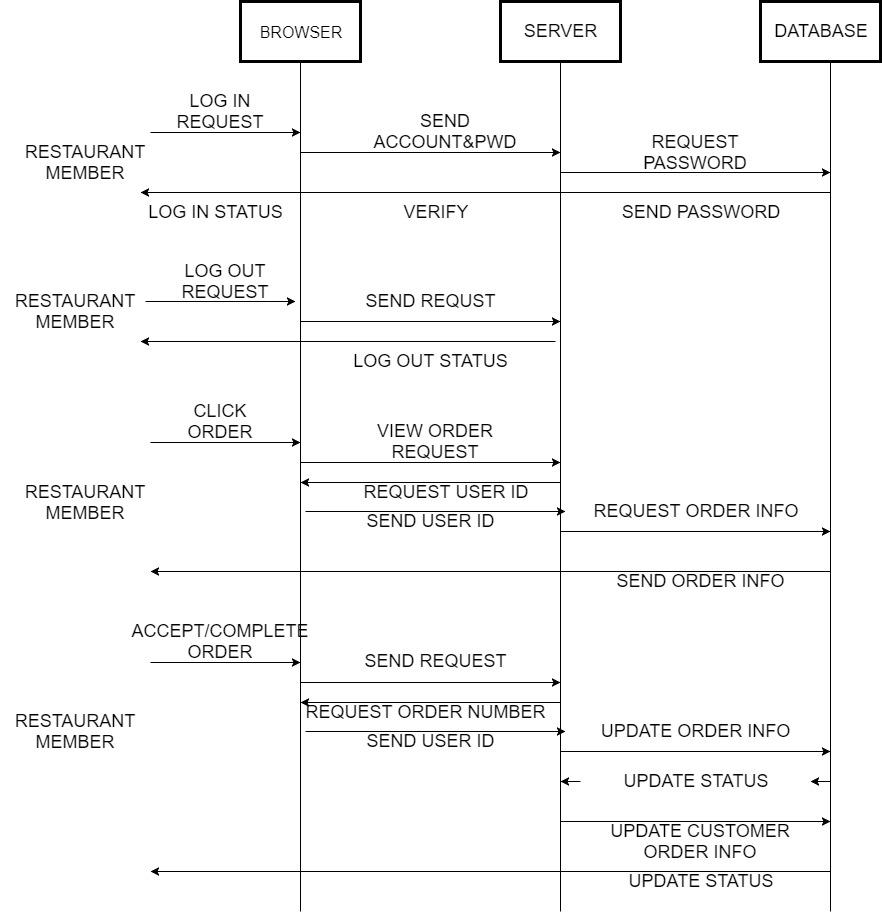 BROWSER
SERVER
DATABASE
LOG IN
REQUEST
SEND
ACCOUNT&PWD
REQUEST
PASSWORD
RESTAURANT
MEMBER
LOG IN STATUS
VERIFY
SEND PASSWORD
LOG OUT
REQUEST
SEND REQUST
RESTAURANT
MEMBER
LOG OUT STATUS
CLICK
ORDER
VIEW ORDER
REQUEST
RESTAURANT
MEMBER
REQUEST USER ID
SEND USER ID
REQUEST ORDER INFO
SEND ORDER INFO
ACCEPT/COMPLETE
ORDER
SEND REQUEST
REQUEST ORDER NUMBER
RESTAURANT
MEMBER
SEND USER ID
UPDATE ORDER INFO
UPDATE STATUS
UPDATE CUSTOMER
ORDER INFO
UPDATE STATUS